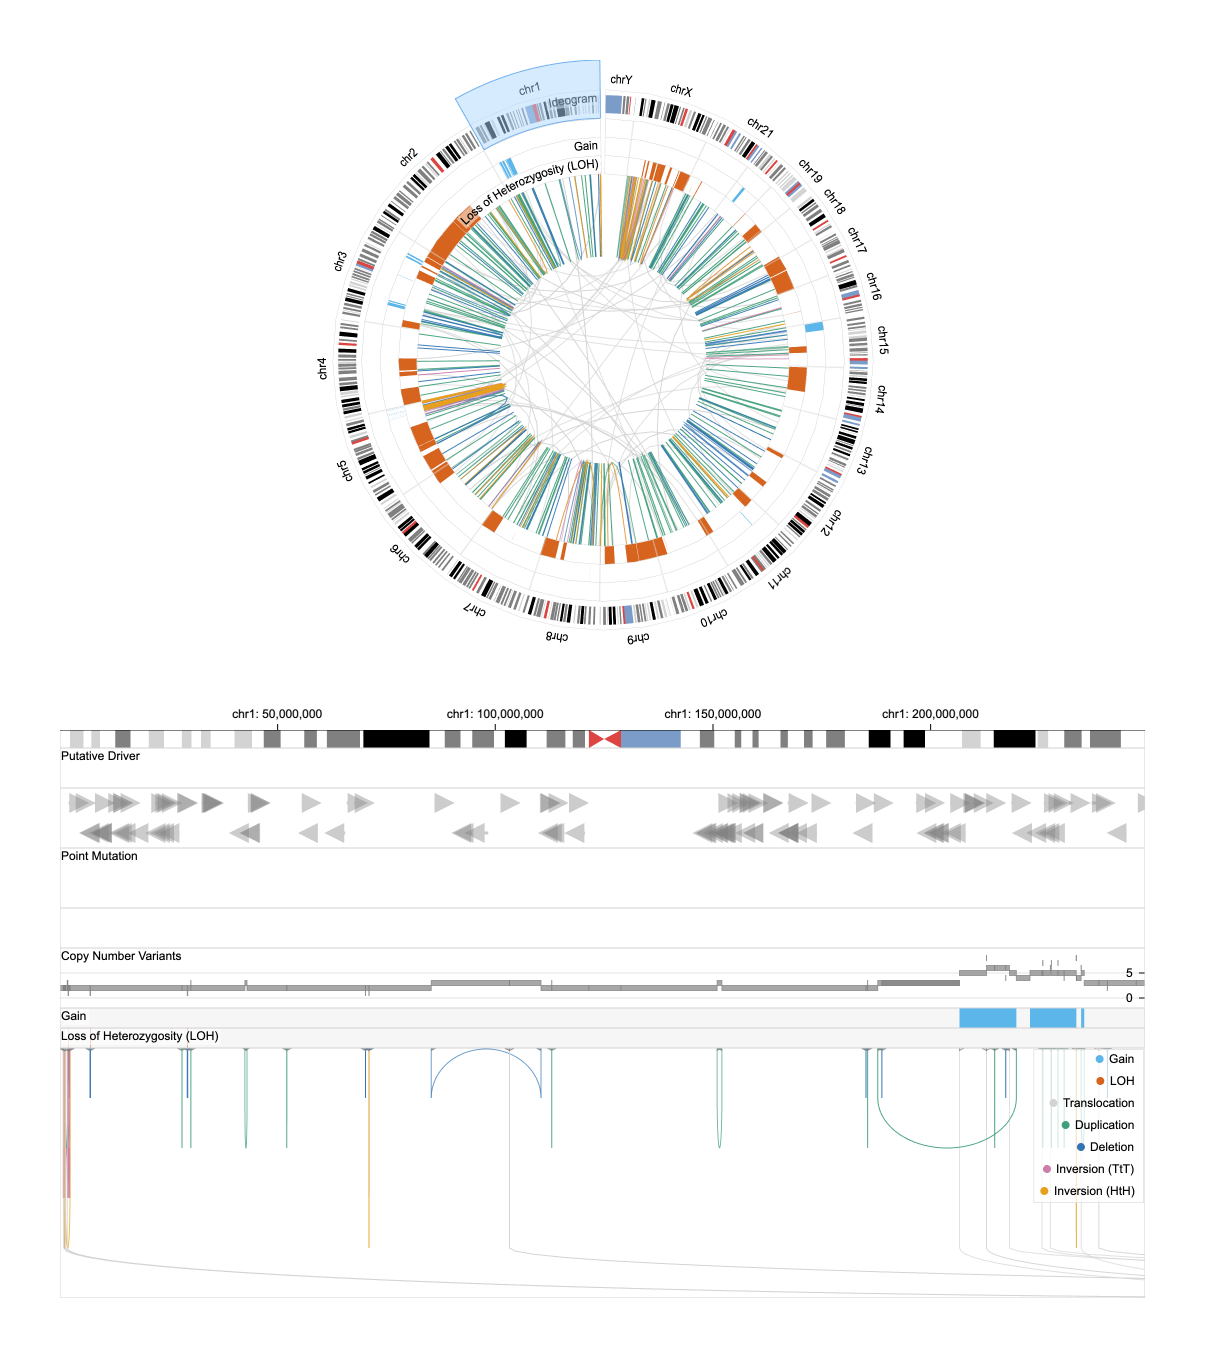 chrY
chrX
chr1
Ideogram
chr21
chr2
Gain
Loss of Heterozygosity (LOH)
chr19
chr18
chr17
chr3
chr16
chr15
chr4
chr14
chr5
chr13
chr12
chr6
chr11
chr7
chr10
chr8
chr9
chr1: 50,000,000
chr1: 100,000,000
chr1: 150,000,000
chr1: 200,000,000
Putative Driver
Point Mutation
Copy Number Variants
5
0
Gain
Loss of Heterozygosity (LOH)
Gain
LOH
Translocation
Duplication
Deletion
Inversion (TtT)
Inversion (HtH)